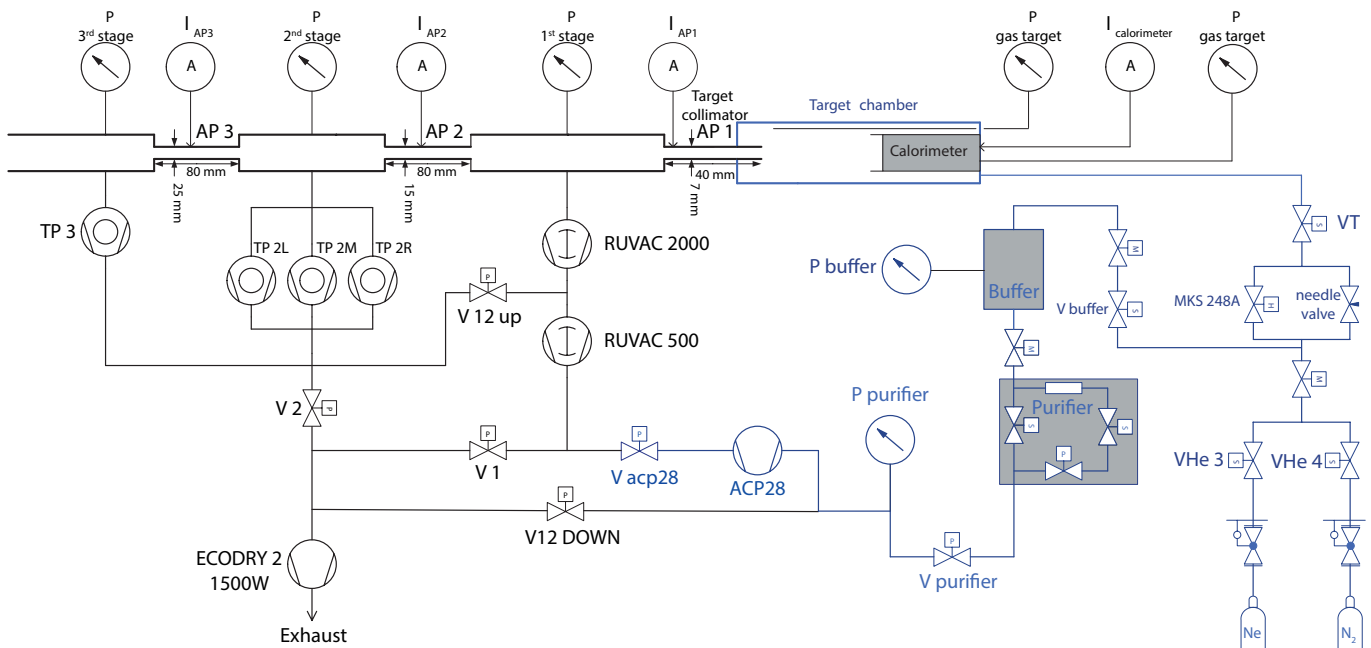 P
3rd stage
I AP3
P
2nd stage
I AP2
P
1st stage
I AP1
P
gas target
I calorimeter
P
gas target
A
A
A
A
Target
collimator
Target chamber
AP 3
AP 2
AP 1
Calorimeter
80 mm
80 mm
40 mm
25 mm
15 mm
7 mm
TP 3
TP 2L
TP 2M
TP 2R
RUVAC 2000
P
V 12 up
RUVAC 500
P buffer
Buffer
M
V buffer
S
S
VT
MKS 248A
H
needle
valve
M
M
V 2
P
P purifier
Purifier
S
S
P
P
V 1
P
V acp28
ACP28
VHe 3
S
VHe 4
S
P
V12 DOWN
P
V purifier
ECODRY 2
1500W
Exhaust
Ne
N2